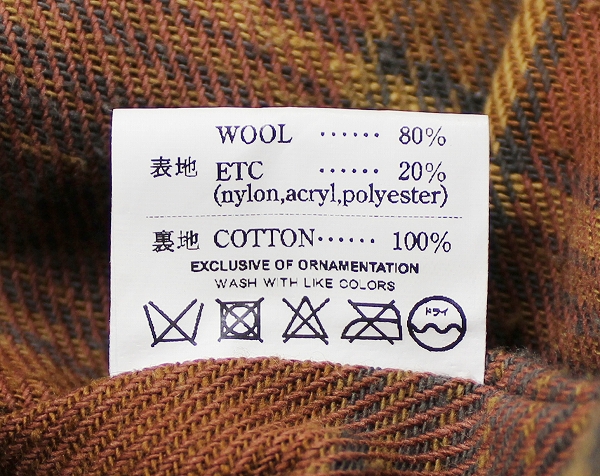 WOOL ・・・・・・ 80%
表地 ETC 20%
(nylon,acryl,polyester)
裏地 COTTON・・・・・・ 100%
EXCLUSIVE OF ORNAMENTATION
WASH WITH LIKE COLORS
ドライ